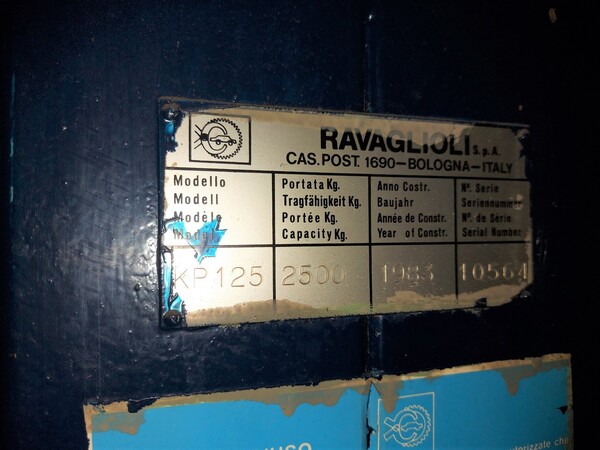 RAVAGLIOLI S.p.A.
CAS. POST. 1690-BOLOGNA-ITALY
Modello Portata Kg. Anno Costr. Nº. Serie
Modell Tragfähigkeit Kg. Baujahr Seriennummer
Modèle Portée Kg. Année de Constr. Nº. de Série
Model Capacity Kg. Year of Constr. Serial Number
KP 125 2500 1983 10564